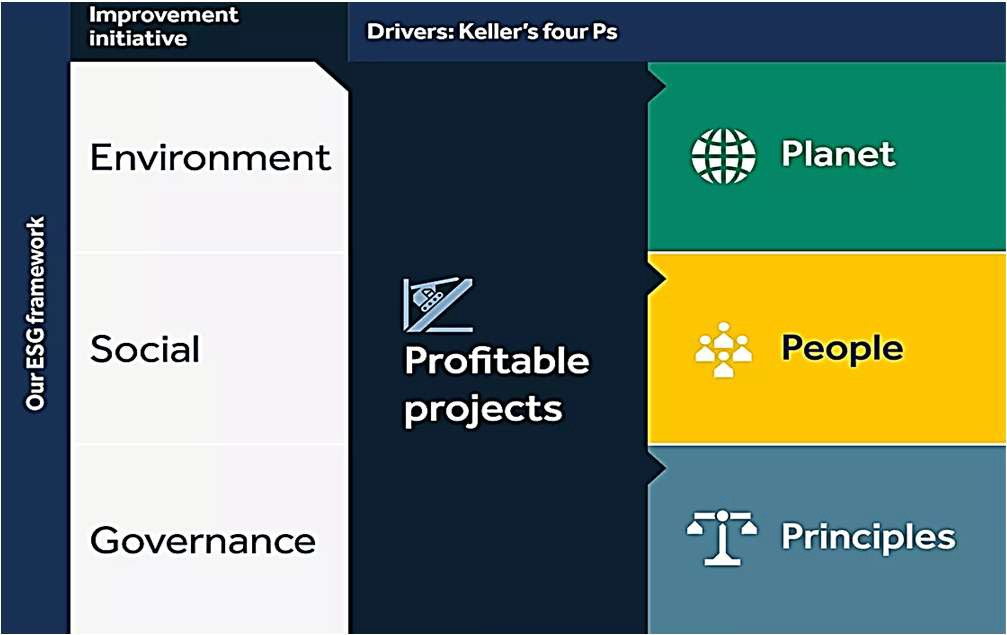 Improvement
initiative
Drivers: Keller's four Ps
Our ESG framework
Environment
Social
Governance
Profitable
projects
Planet
People
Principles